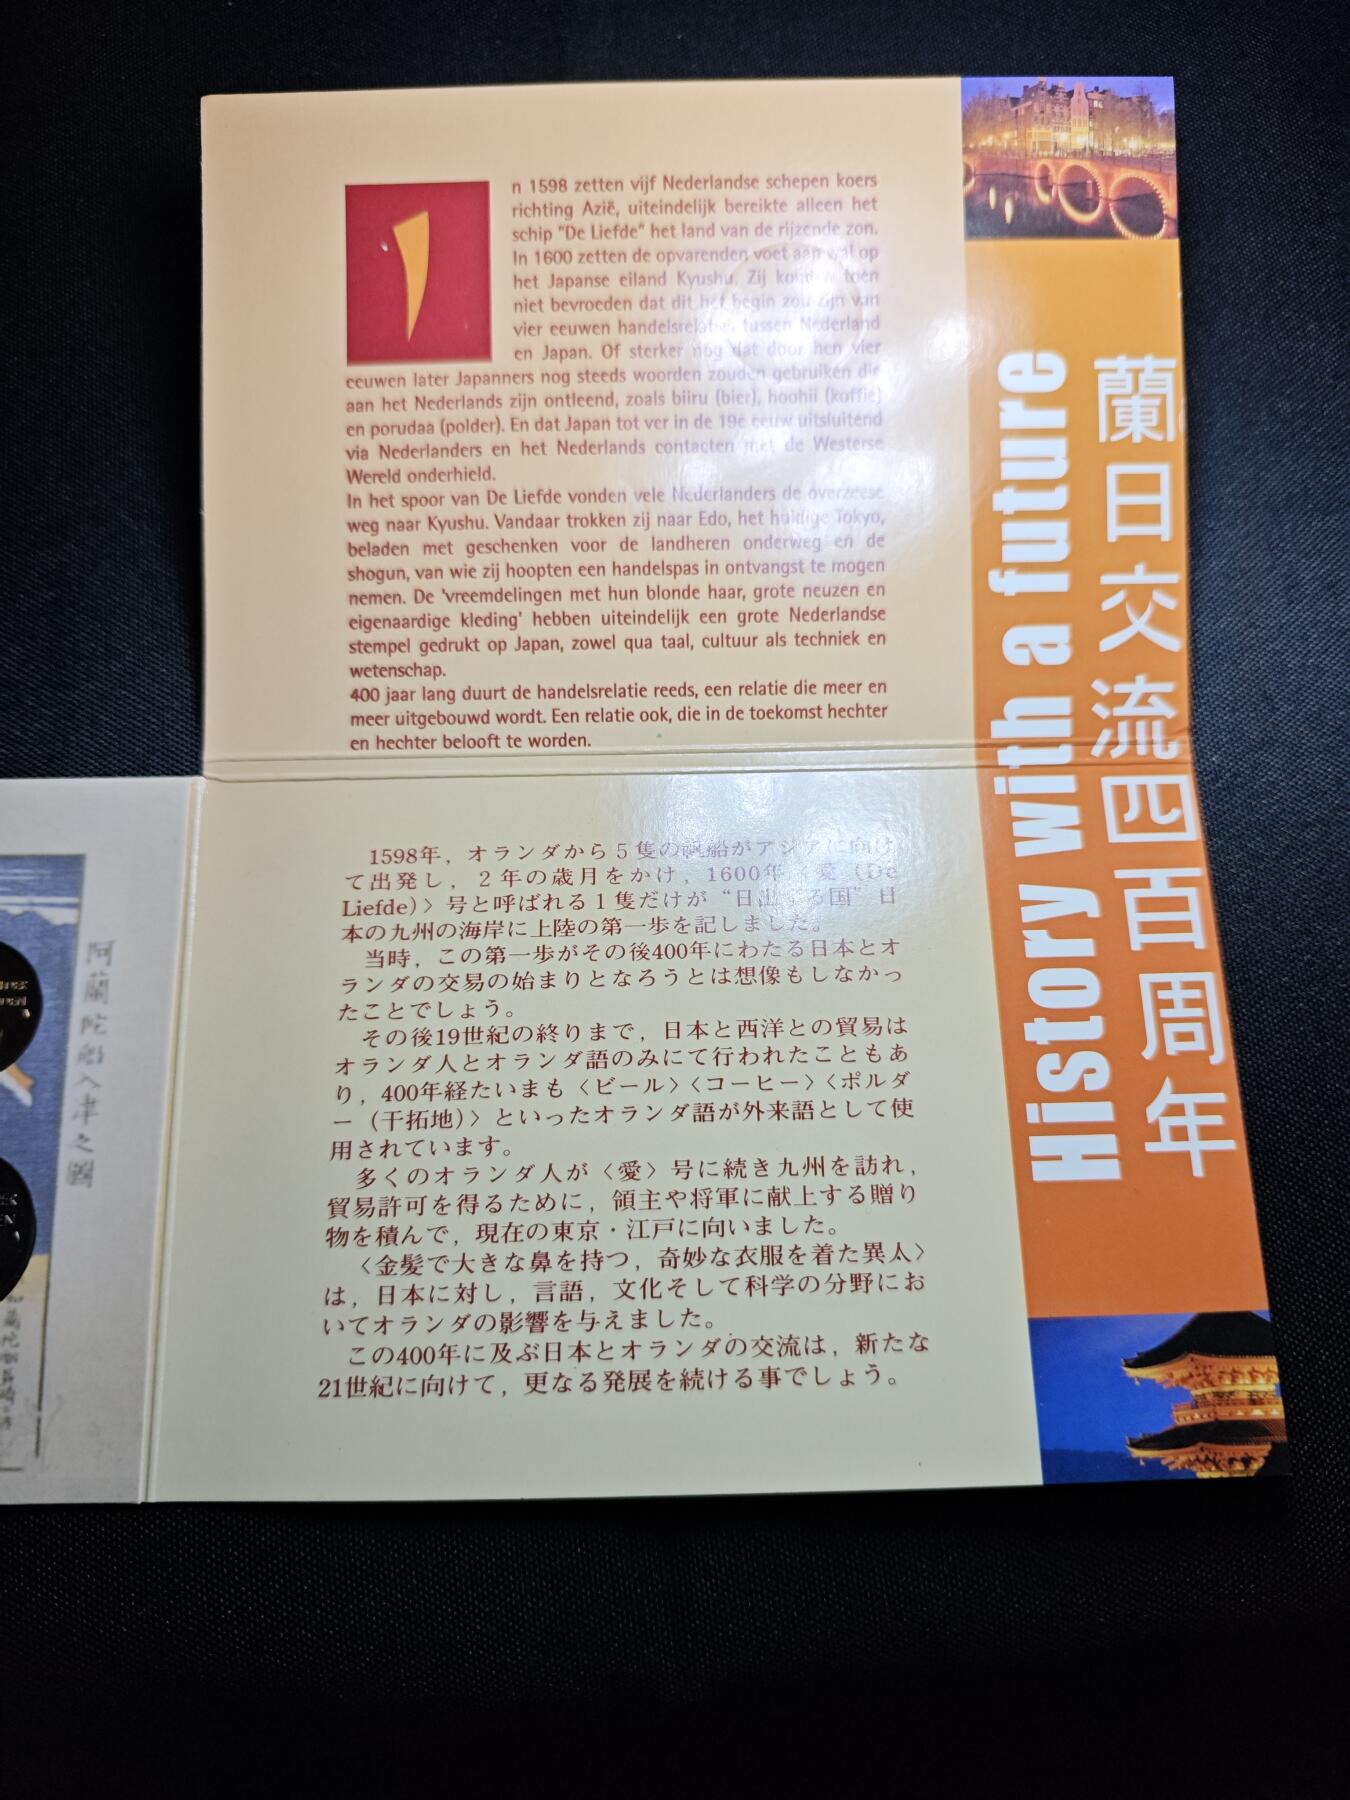 n 1598 zetten vijf Nederlandse schepen koers
richting Azië, uiteindelijk bereikte alleen het
schip "De Liefde" het land van de rijzende zon.
In 1600 zetten de opvarenden voet aan wal op
het Japanse eiland Kyushu. Zij konden toen
niet bevroeden dat dit het begin zou zijn van
vier eeuwen handelsrelaties tussen Nederland
en Japan. Of sterker nog dat door hen vier
eeuwen later Japanners nog steeds woorden zouden gebruiken die
aan het Nederlands zijn ontleend, zoals biiru (bier), hoohii (koffie)
en porudaa (polder). En dat Japan tot ver in de 19e eeuw uitsluitend
via Nederlanders en het Nederlands contacten met de Westerse
Wereld onderhield.
In het spoor van De Liefde vonden vele Nederlanders de overzeese
weg naar Kyushu. Vandaar trokken zij naar Edo, het huidige Tokyo,
beladen met geschenken voor de landheren onderweg en de
shogun, van wie zij hoopten een handelspas in ontvangst te mogen
nemen. De 'vreemdelingen met hun blonde haar, grote neuzen en
eigenaardige kleding' hebben uiteindelijk een grote Nederlandse
stempel gedrukt op Japan, zowel qua taal, cultuur als techniek en
wetenschap.
400 jaar lang duurt de handelsrelatie reeds, een relatie die meer en
meer uitgebouwd wordt. Een relatie ook, die in de toekomst hechter
en hechter belooft te worden.
1598年，オランダから5隻の帆船がアジアに向け
て出発し，2年の歳月をかけ，1600年〈愛（De
Liefde）〉号と呼ばれる1隻だけが“日出ずる国”日
本の九州の海岸に上陸の第一歩を記しました。
当時，この第一歩がその後400年にわたる日本とオ
ランダの交易の始まりとなろうとは想像もしなかっ
たことでしょう。
その後19世紀の終りまで，日本と西洋との貿易は
オランダ人とオランダ語のみにて行われたこともあ
り，400年経たいまも〈ビール〉〈コーヒー〉〈ポルダ
ー（干拓地）〉といったオランダ語が外来語として使
用されています。
多くのオランダ人が〈愛〉号に続き九州を訪れ，
貿易許可を得るために，領主や将軍に献上する贈り
物を積んで，現在の東京・江戸に向いました。
〈金髪で大きな鼻を持つ，奇妙な衣服を着た異太〉
は，日本に対し，言語，文化そして科学の分野にお
いてオランダの影響を与えました。
この400年に及ぶ日本とオランダの交流は，新たな
21世紀に向けて，更なる発展を続ける事でしょう。
History with a future
蘭日交流四百周年
阿蘭陀船入津之圖